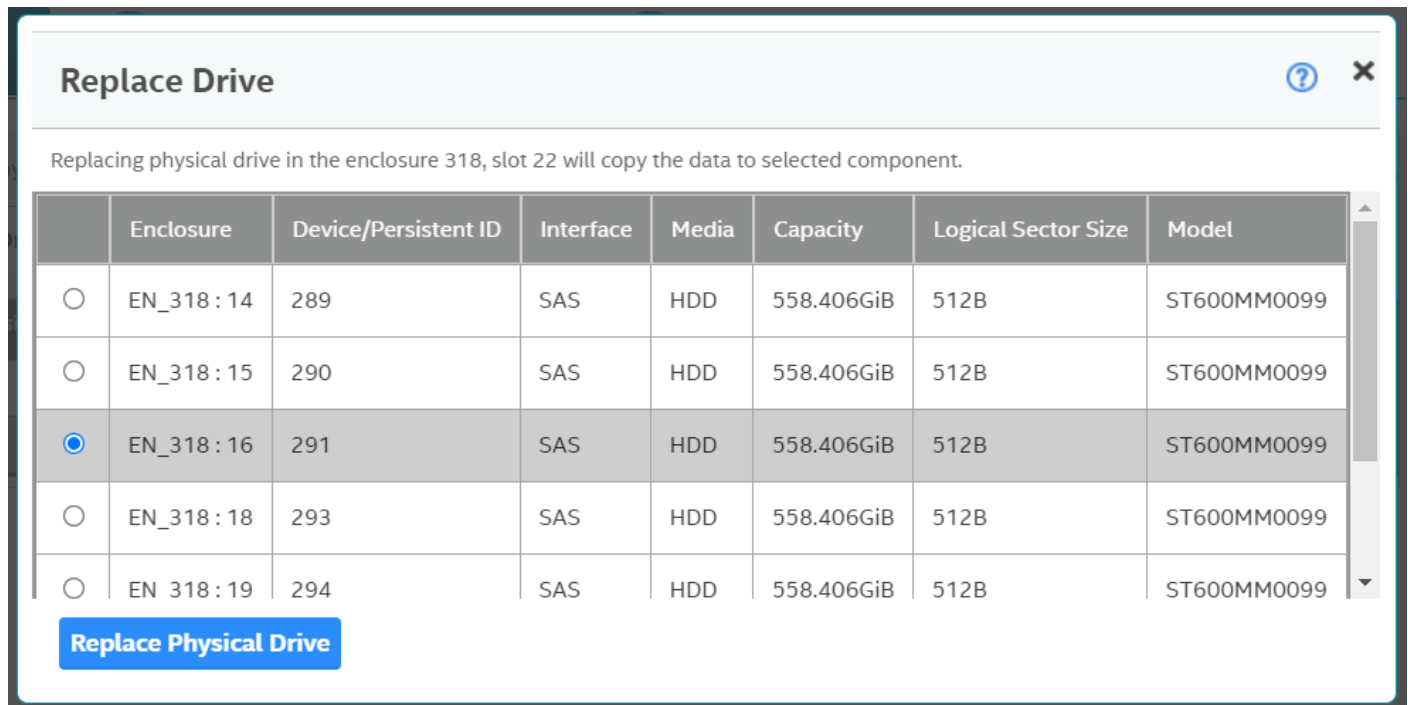 Replace Drive
Replacing physical drive in the enclosure 318, slot 22 will copy the data to selected component.
Enclosure Device/Persistent ID Interface Media Capacity Logical Sector Size Model
EN_318 : 14 289 SAS HDD 558.406GiB 512B ST600MM0099
EN_318 : 15 290 SAS HDD 558.406GiB 512B ST600MM0099
EN_318 : 16 291 SAS HDD 558.406GiB 512B ST600MM0099
EN_318 : 18 293 SAS HDD 558.406GiB 512B ST600MM0099
EN_318 : 19 294 SAS HDD 558.406GiB 512B ST600MM0099
Replace Physical Drive